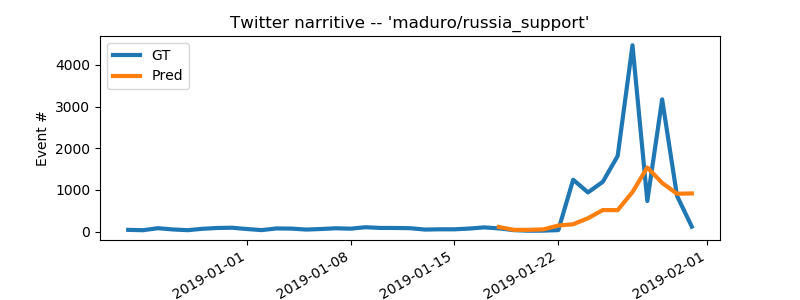 Twitter narritive -- 'maduro/russia_support'
GT
Pred
Event #
4000
3000
2000
1000
0
2019-01-01
2019-01-08
2019-01-15
2019-01-22
2019-02-01